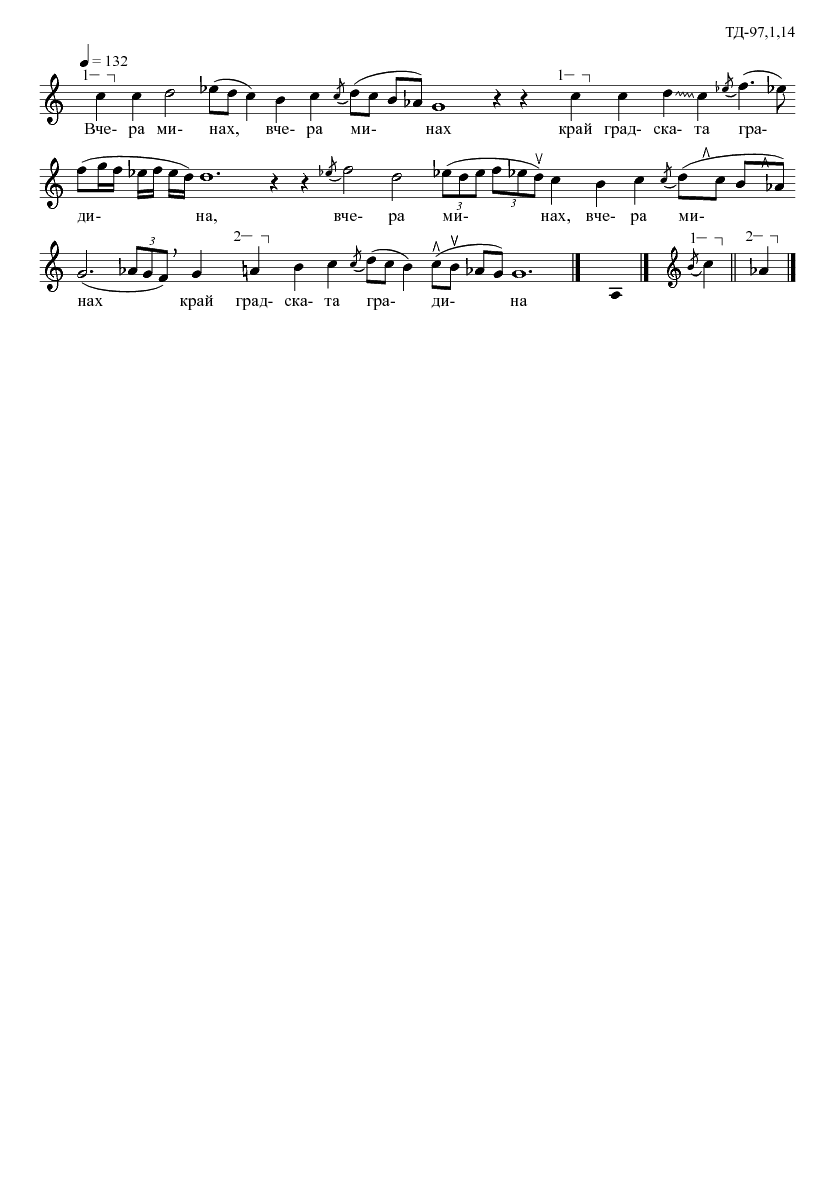 ТД-97,1,14
= 132
1 1
Вче- ра ми- нах, вче- ра ми- нах край град- ска- та гра-
3 3
ди- на, вче- ра ми- нах, вче- ра ми-
3 2 1 2
нах край град- ска- та гра- ди- на